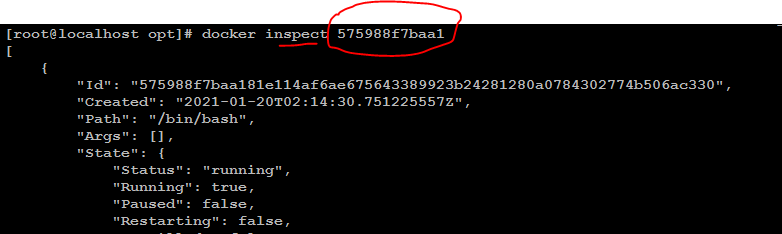 [root@localhost opt]# docker inspect 575988f7baa1
[
{
"Id": "575988f7baa181e114af6ae675643389923b24281280a0784302774b506ac330",
"Created": "2021-01-20T02:14:30.751225557Z",
"Path": "/bin/bash",
"Args": [],
"State": {
"Status": "running",
"Running": true,
"Paused": false,
"Restarting": false,